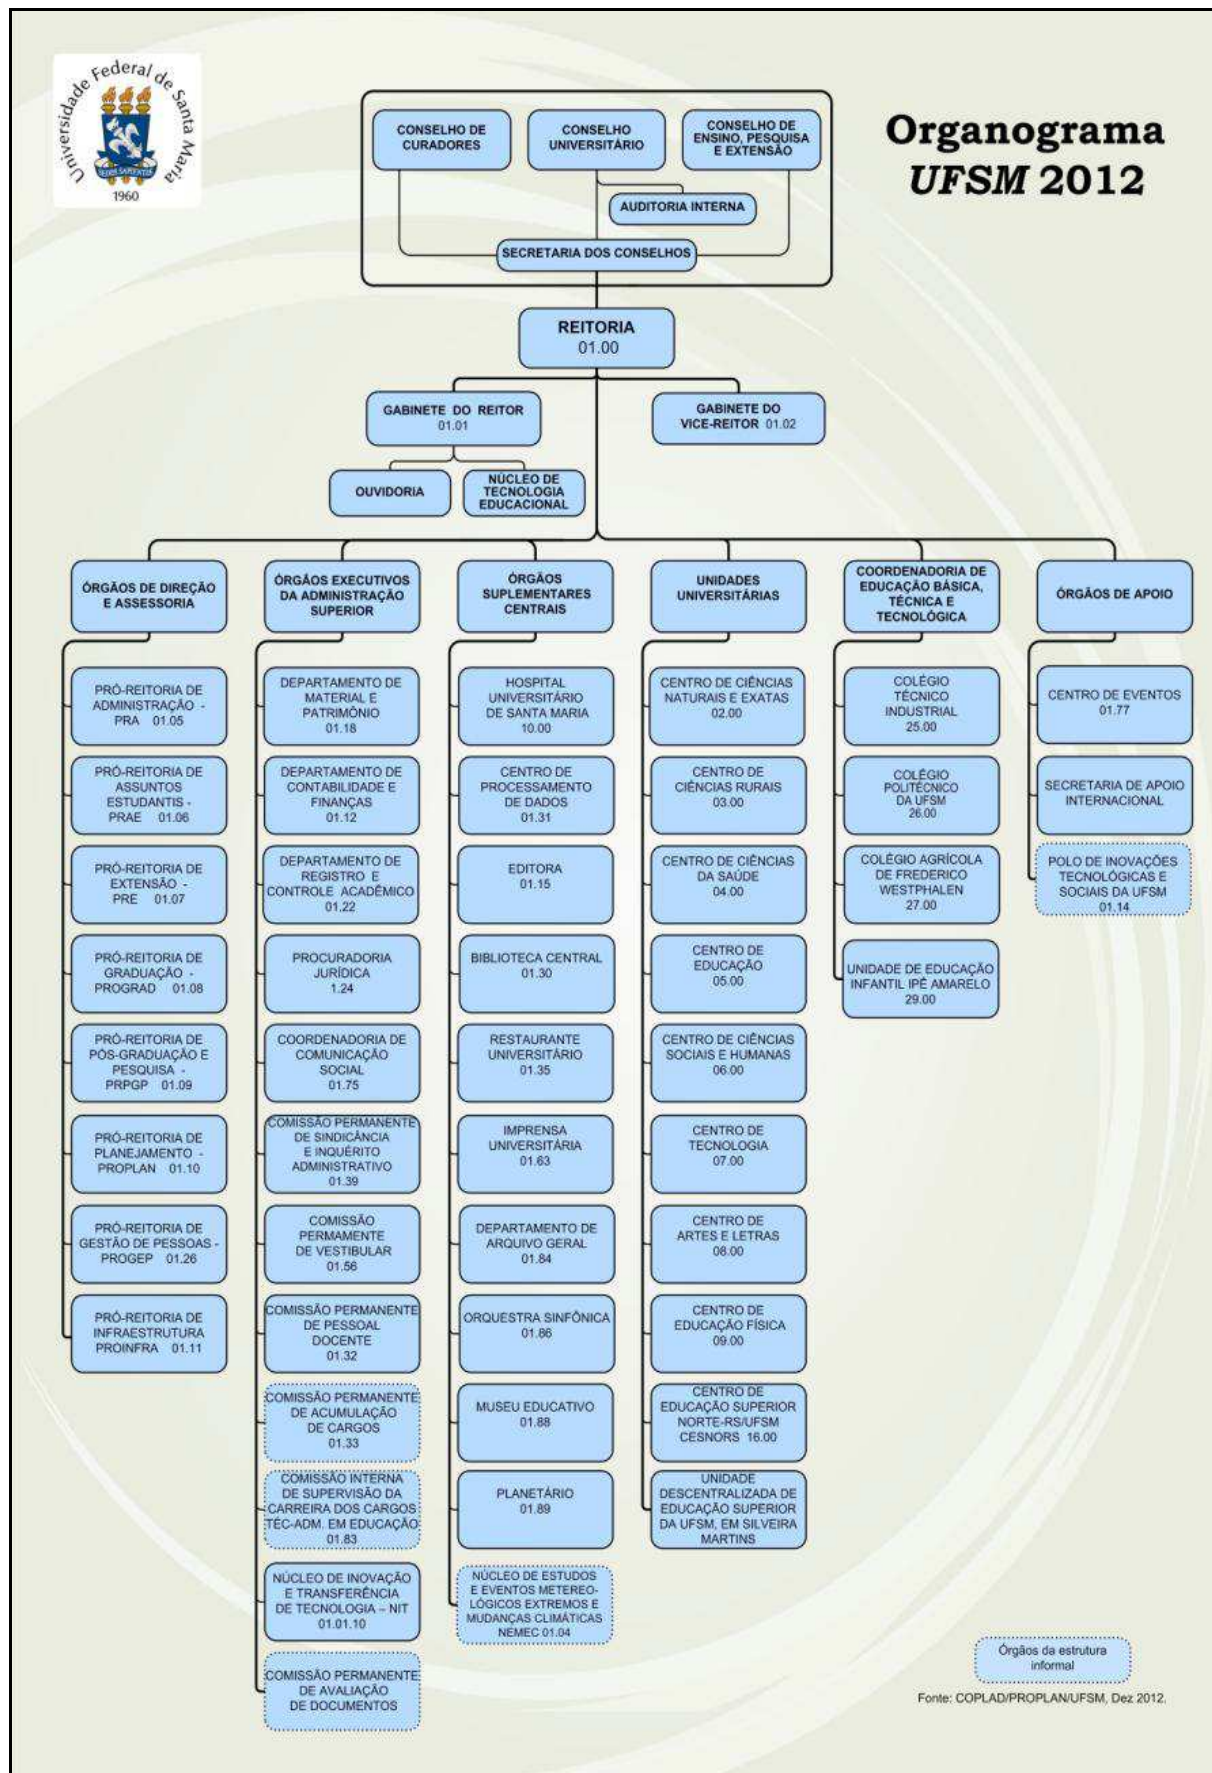 Universidade Federal de Santa Maria
SEDES SAPIENTIAE
1960
Organograma
UFSM 2012
CONSELHO DE
CURADORES
CONSELHO
UNIVERSITÁRIO
CONSELHO DE
ENSINO, PESQUISA
E EXTENSÃO
AUDITORIA INTERNA
SECRETARIA DOS CONSELHOS
REITORIA
01.00
GABINETE DO REITOR
01.01
GABINETE DO
VICE-REITOR 01.02
OUVIDORIA
NÚCLEO DE
TECNOLOGIA
EDUCACIONAL
ÓRGÃOS DE DIREÇÃO
E ASSESSORIA
PRÓ-REITORIA DE
ADMINISTRAÇÃO -
PRA 01.05
PRÓ-REITORIA DE
ASSUNTOS
ESTUDANTIS -
PRAE 01.06
PRÓ-REITORIA DE
EXTENSÃO -
PRE 01.07
PRÓ-REITORIA DE
GRADUAÇÃO -
PROGRAD 01.08
PRÓ-REITORIA DE
PÓS-GRADUAÇÃO E
PESQUISA -
PRPGP 01.09
PRÓ-REITORIA DE
PLANEJAMENTO -
PROPLAN 01.10
PRÓ-REITORIA DE
GESTÃO DE PESSOAS -
PROGEP 01.26
PRÓ-REITORIA DE
INFRAESTRUTURA
PROINFRA 01.11
ÓRGÃOS EXECUTIVOS
DA ADMINISTRAÇÃO
SUPERIOR
DEPARTAMENTO DE
MATERIAL E
PATRIMÔNIO
01.18
DEPARTAMENTO DE
CONTABILIDADE E
FINANÇAS
01.12
DEPARTAMENTO DE
REGISTRO E
CONTROLE ACADÊMICO
01.22
PROCURADORIA
JURÍDICA
1.24
COORDENADORIA DE
COMUNICAÇÃO
SOCIAL
01.75
COMISSÃO PERMANENTE
DE SINDICÂNCIA
E INQUÉRITO
ADMINISTRATIVO
01.39
COMISSÃO
PERMAMENTE
DE VESTIBULAR
01.56
COMISSÃO PERMANENTE
DE PESSOAL
DOCENTE
01.32
COMISSÃO PERMANENTE
DE ACUMULAÇÃO
DE CARGOS
01.33
COMISSÃO INTERNA
DE SUPERVISÃO DA
CARREIRA DOS CARGOS
TÉC-ADM. EM EDUCAÇÃO
01.83
NÚCLEO DE INOVAÇÃO
E TRANSFERÊNCIA
DE TECNOLOGIA – NIT
01.01.10
COMISSÃO PERMANENTE
DE AVALIAÇÃO
DE DOCUMENTOS
ÓRGÃOS
SUPLEMENTARES
CENTRAIS
HOSPITAL
UNIVERSITÁRIO
DE SANTA MARIA
10.00
CENTRO DE
PROCESSAMENTO
DE DADOS
01.31
EDITORA
01.15
BIBLIOTECA CENTRAL
01.30
RESTAURANTE
UNIVERSITÁRIO
01.35
IMPRENSA
UNIVERSITÁRIA
01.63
DEPARTAMENTO DE
ARQUIVO GERAL
01.84
ORQUESTRA SINFÔNICA
01.86
MUSEU EDUCATIVO
01.88
PLANETÁRIO
01.89
NÚCLEO DE ESTUDOS
E EVENTOS METEREO-
LÓGICOS EXTREMOS E
MUDANÇAS CLIMÁTICAS
NEMEC 01.04
UNIDADES
UNIVERSITÁRIAS
CENTRO DE CIÊNCIAS
NATURAIS E EXATAS
02.00
CENTRO DE
CIÊNCIAS RURAIS
03.00
CENTRO DE CIÊNCIAS
DA SAÚDE
04.00
CENTRO DE
EDUCAÇÃO
05.00
CENTRO DE CIÊNCIAS
SOCIAIS E HUMANAS
06.00
CENTRO DE
TECNOLOGIA
07.00
CENTRO DE
ARTES E LETRAS
08.00
CENTRO DE
EDUCAÇÃO FÍSICA
09.00
CENTRO DE
EDUCAÇÃO SUPERIOR
NORTE-RS/UFSM
CESNORS 16.00
UNIDADE
DESCENTRALIZADA DE
EDUCAÇÃO SUPERIOR
DA UFSM, EM SILVEIRA
MARTINS
COORDENADORIA DE
EDUCAÇÃO BÁSICA,
TÉCNICA E
TECNOLÓGICA
COLÉGIO
TÉCNICO
INDUSTRIAL
25.00
COLÉGIO
POLITÉCNICO
DA UFSM
26.00
COLÉGIO AGRÍCOLA
DE FREDERICO
WESTPHALEN
27.00
UNIDADE DE EDUCAÇÃO
INFANTIL IPÊ AMARELO
29.00
ÓRGÃOS DE APOIO
CENTRO DE EVENTOS
01.77
SECRETARIA DE APOIO
INTERNACIONAL
POLO DE INOVAÇÕES
TECNOLÓGICAS E
SOCIAIS DA UFSM
01.14
Órgãos da estrutura
informal
Fonte: COPLAD/PROPLAN/UFSM, Dez 2012.